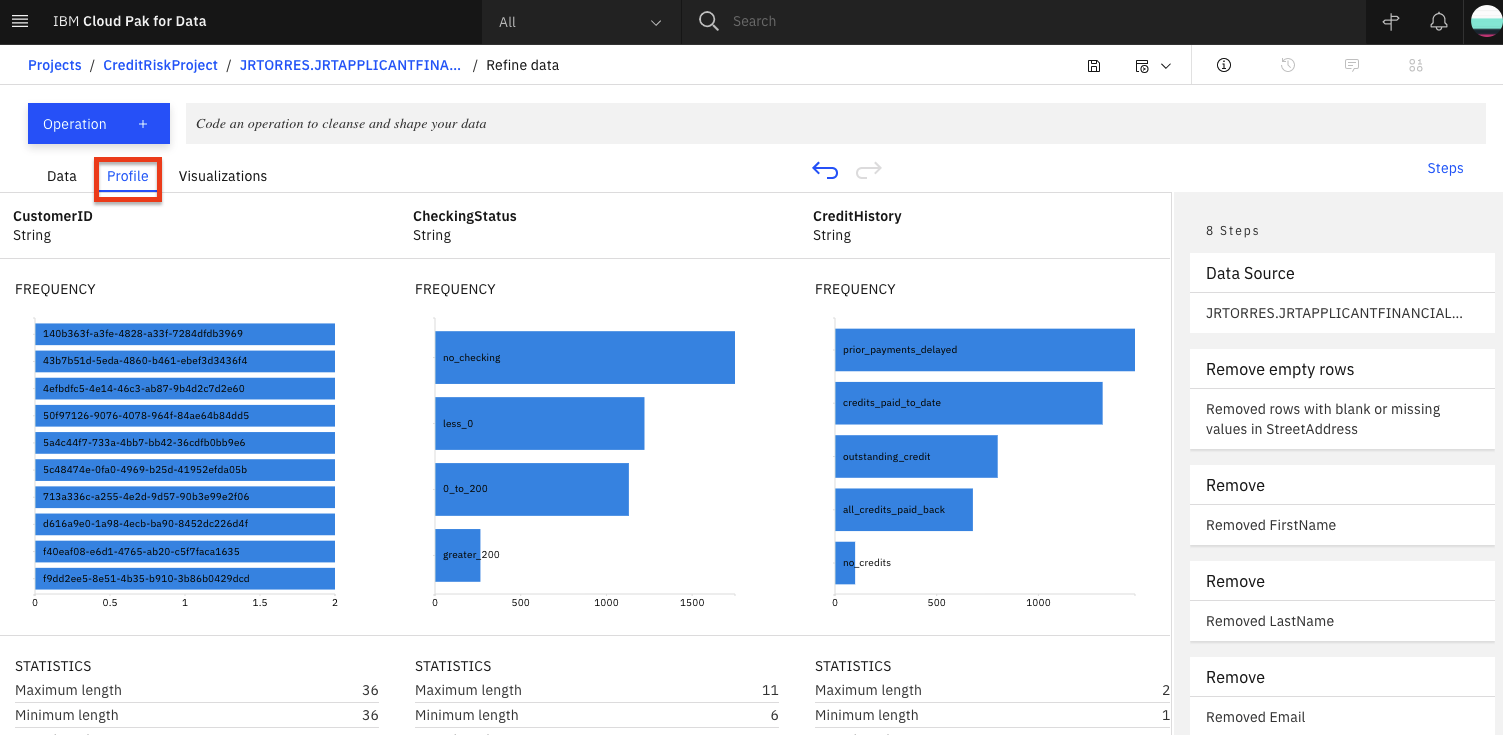 IBM Cloud Pak for Data
All
Search
Projects / CreditRiskProject / JRTORRES.JRTAPPLICANTFINA... / Refine data
Operation +
Code an operation to cleanse and shape your data
Data
Profile
Visualizations
Steps
CustomerID
String
FREQUENCY
140b363f-a3fe-4828-a33f-7284dfdb3969
43b7b51d-5eda-4860-b461-ebef3d3436f4
4efbdfc5-4e14-46c3-ab87-9b4d2c7d2e60
50f97126-9076-4078-964f-84ae64b84dd5
5a4c44f7-733a-4bb7-bb42-36cdfb0bb9e6
5c48474e-0fa0-4969-b25d-41952efda05b
713a336c-a255-4e2d-9d57-90b3e99e2f06
d616a9e0-1a98-4ecb-ba90-8452dc226d4f
f40eaf08-e6d1-4765-ab20-c5f7faca1635
f9dd2ee5-8e51-4b35-b910-3b86b0429dcd
0 0.5 1 1.5 2
STATISTICS
Maximum length 36
Minimum length 36
CheckingStatus
String
FREQUENCY
no_checking
less_0
0_to_200
greater_200
0 500 1000 1500
STATISTICS
Maximum length 11
Minimum length 6
CreditHistory
String
FREQUENCY
prior_payments_delayed
credits_paid_to_date
outstanding_credit
all_credits_paid_back
no_credits
0 500 1000
STATISTICS
Maximum length 2
Minimum length 1
8 Steps
Data Source
JRTORRES.JRTAPPLICANTFINANCIAL...
Remove empty rows
Removed rows with blank or missing
values in StreetAddress
Remove
Removed FirstName
Remove
Removed LastName
Remove
Removed Email